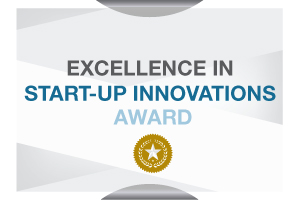 EXCELLENCE IN
START-UP INNOVATIONS
AWARD